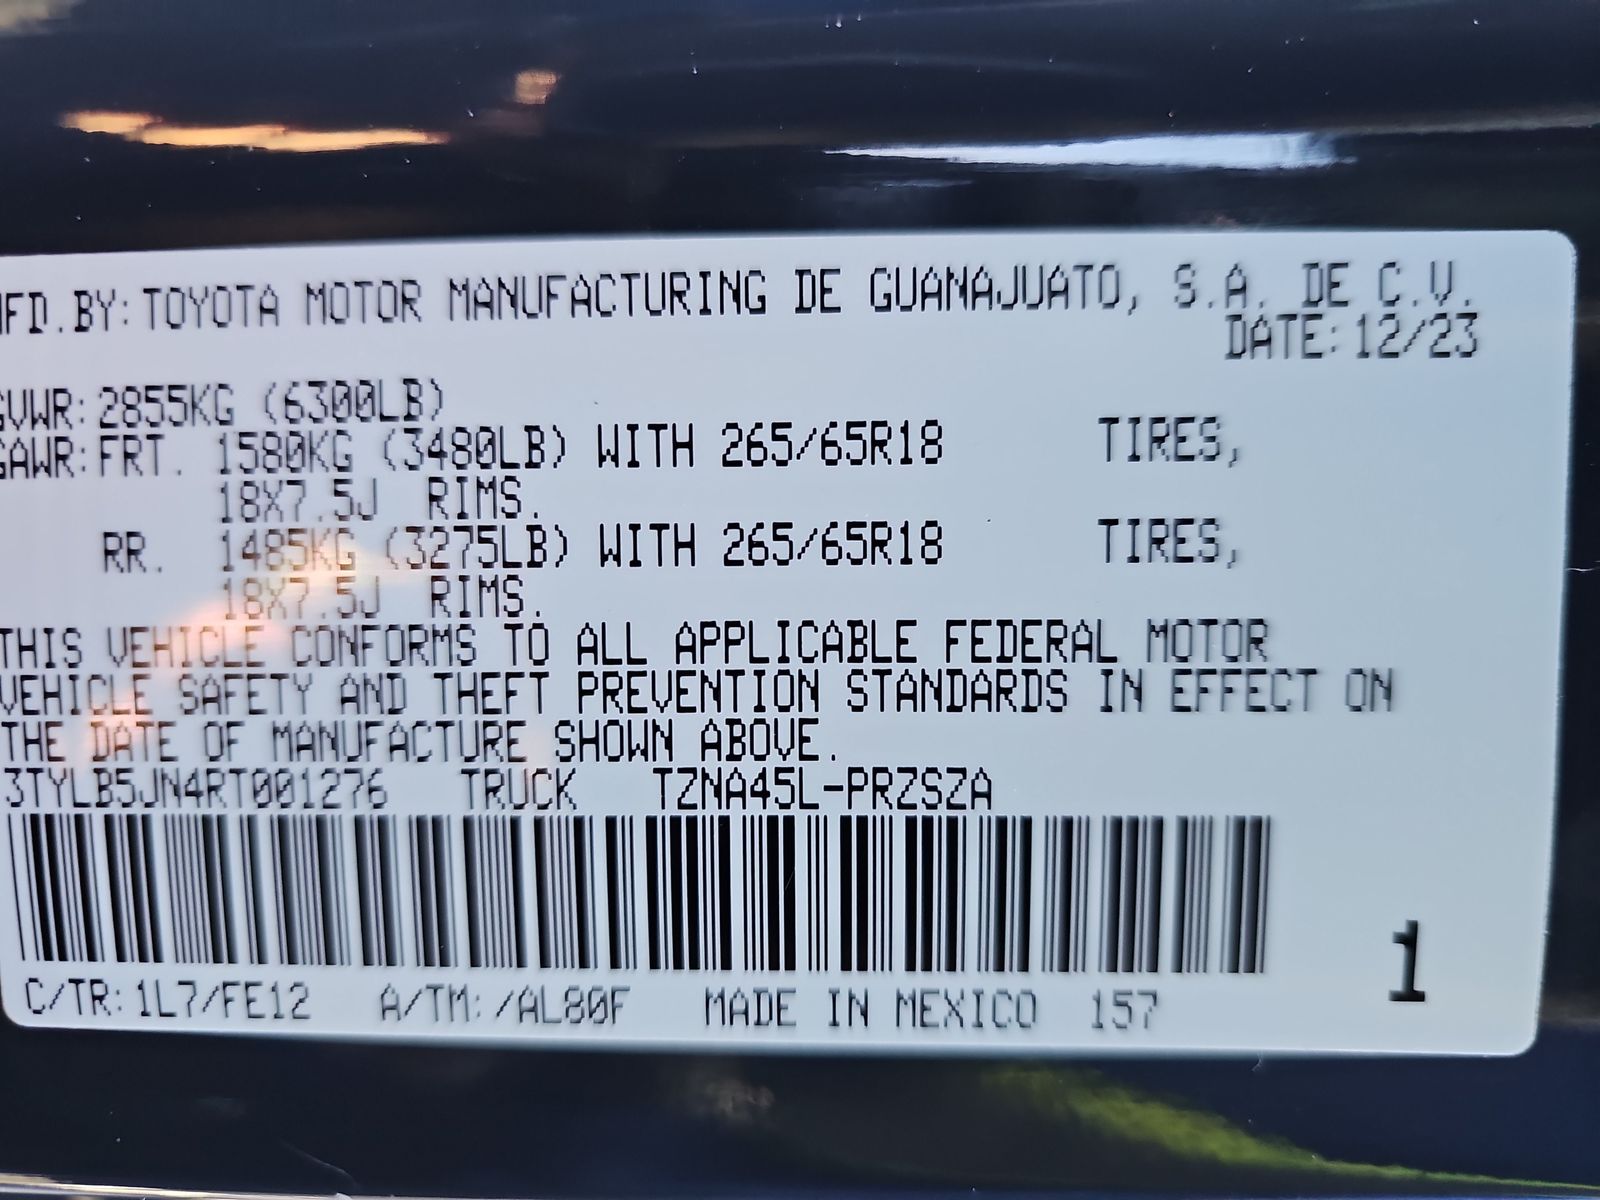 MFD.BY: TOYOTA MOTOR MANUFACTURING DE GUANAJUATO, S.A. DE C.V.
DATE: 12/23
GVWR: 2855KG (6300LB)
GAWR: FRT. 1580KG (3480LB) WITH 265/65R18 TIRES,
18X7.5J RIMS.
RR. 1485KG (3275LB) WITH 265/65R18 TIRES,
18X7.5J RIMS.
THIS VEHICLE CONFORMS TO ALL APPLICABLE FEDERAL MOTOR
VEHICLE SAFETY AND THEFT PREVENTION STANDARDS IN EFFECT ON
THE DATE OF MANUFACTURE SHOWN ABOVE.
3TYLB5JN4RT001276 TRUCK TZNA45L-PRZSZA
1
C/TR: 1L7/FE12 A/TM: /AL80F MADE IN MEXICO 157